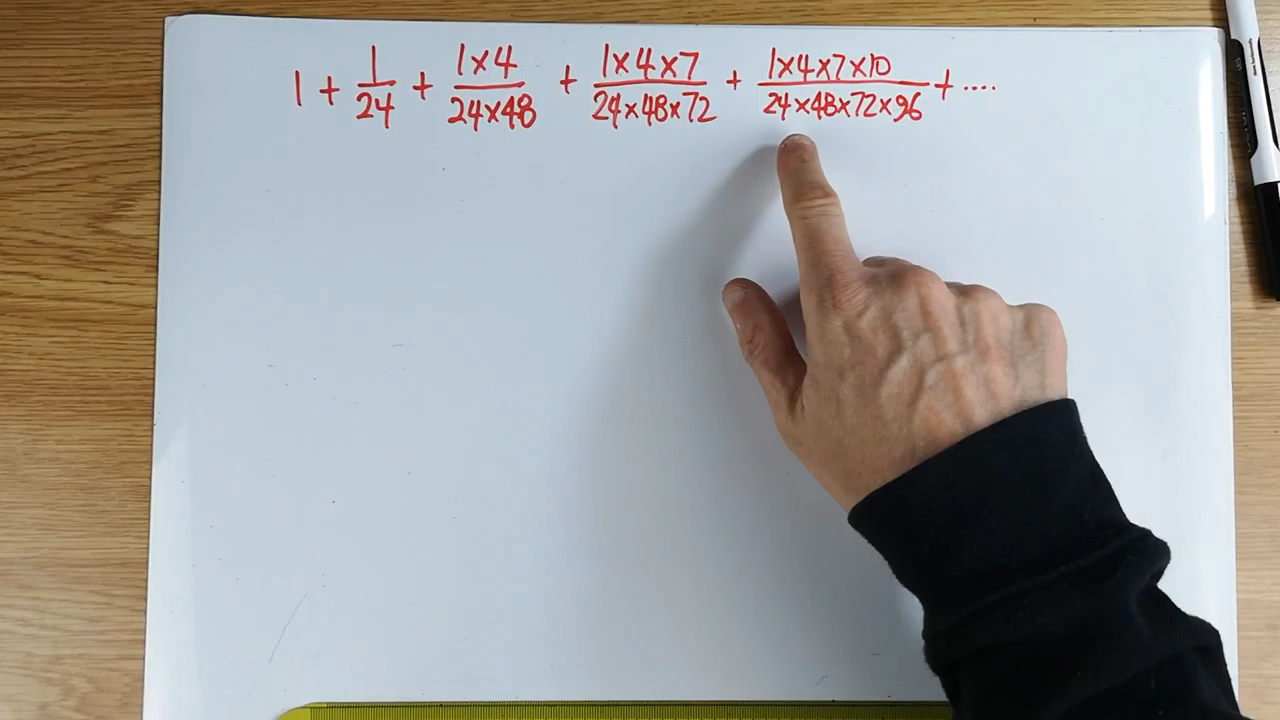 1 + 1/24 + 1×4/24×48 + 1×4×7/24×48×72 + 1×4×7×10/24×48×72×96 + ....